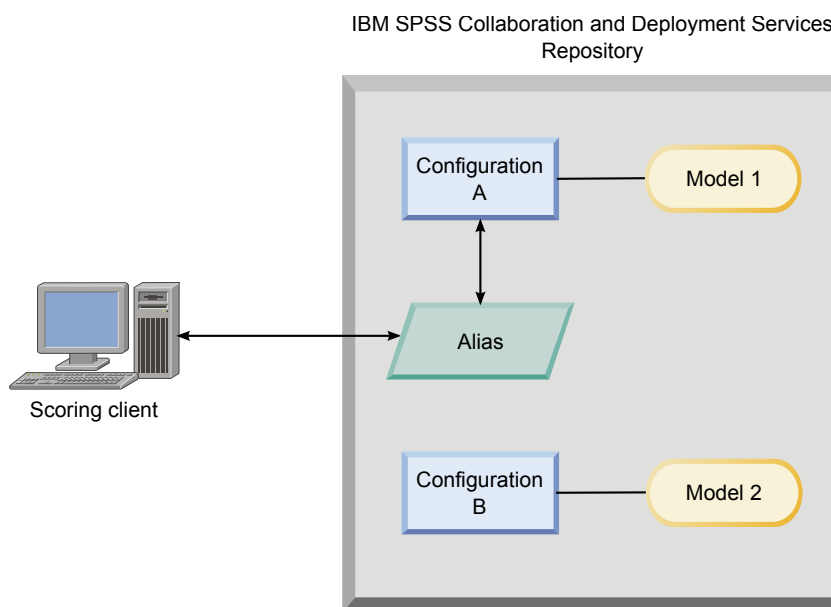 IBM SPSS Collaboration and Deployment Services
Repository
Configuration
A
Model 1
Alias
Scoring client
Configuration
B
Model 2